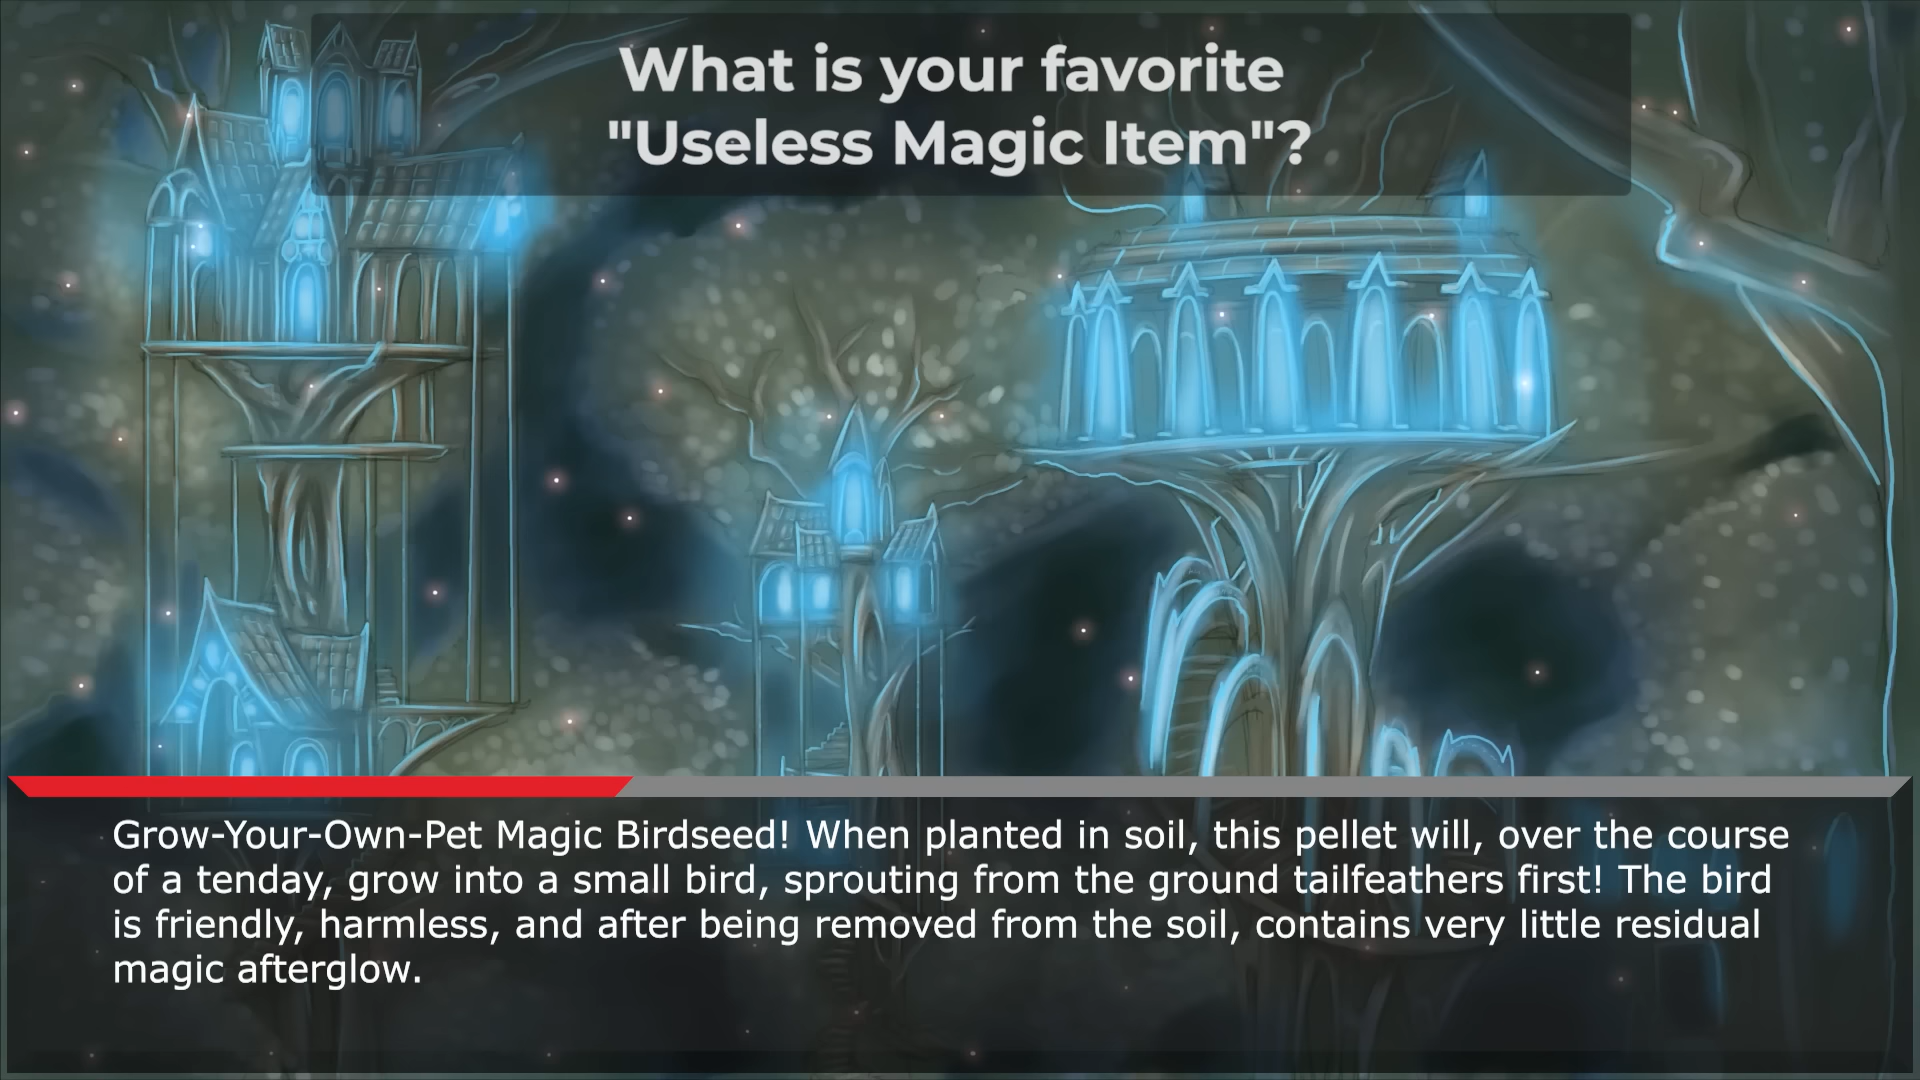 What is your favorite
"Useless Magic Item"?
Grow-Your-Own-Pet Magic Birdseed! When planted in soil, this pellet will, over the course
of a tenday, grow into a small bird, sprouting from the ground tailfeathers first! The bird
is friendly, harmless, and after being removed from the soil, contains very little residual
magic afterglow.